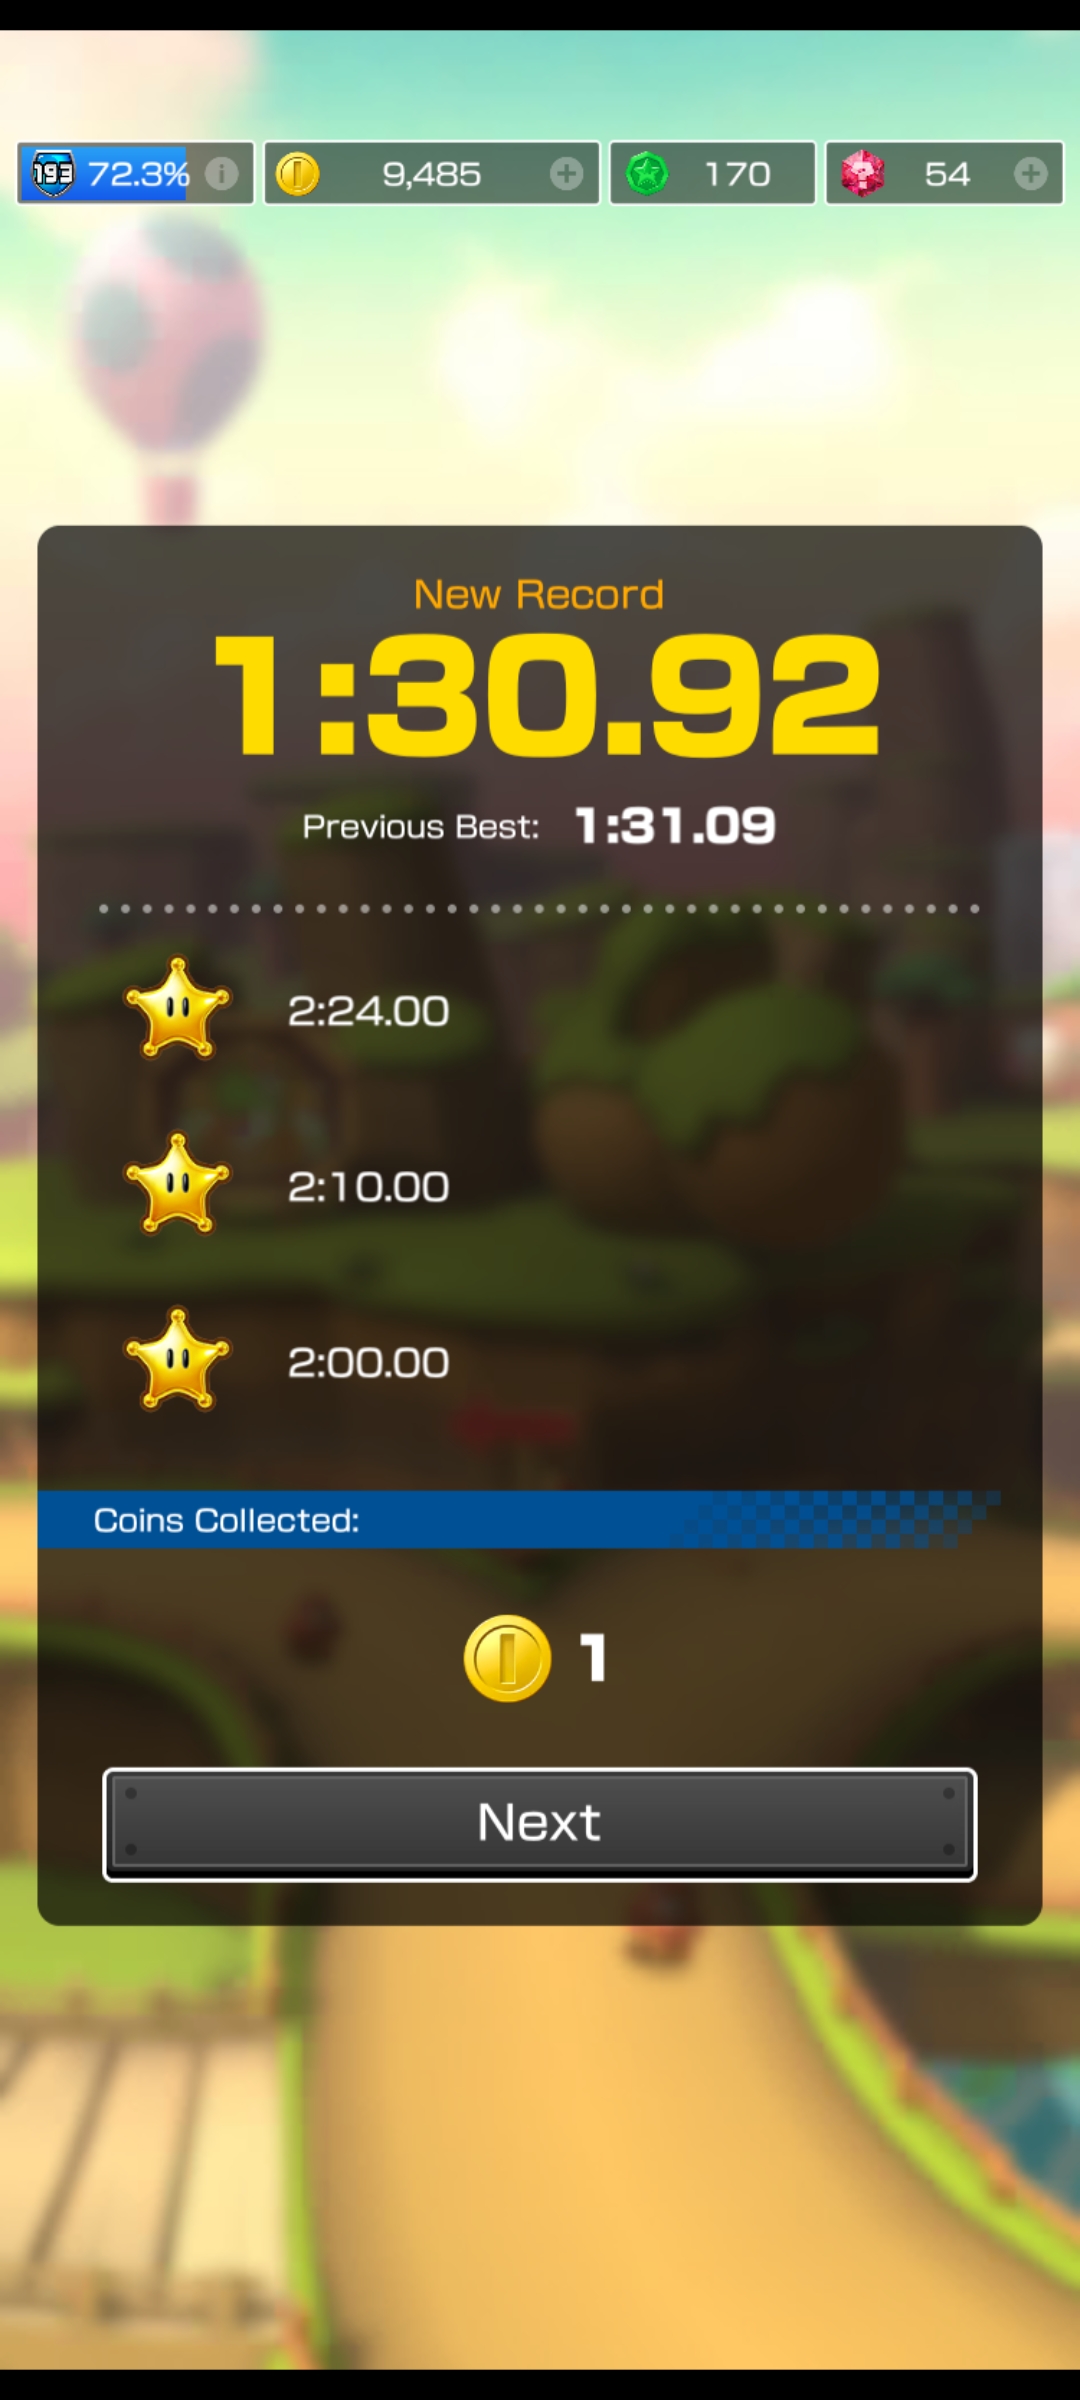 193 72.3% i 9,485 + 170 54 +
New Record
1:30.92
Previous Best: 1:31.09
2:24.00
2:10.00
2:00.00
Coins Collected:
1
Next